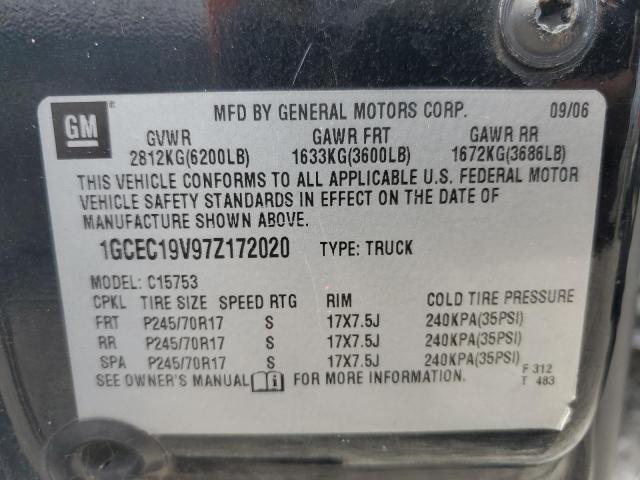 GM ® MFD BY GENERAL MOTORS CORP. 09/06
GVWR GAWR FRT GAWR RR
2812KG(6200LB) 1633KG(3600LB) 1672KG(3686LB)
THIS VEHICLE CONFORMS TO ALL APPLICABLE U.S. FEDERAL MOTOR
VEHICLE SAFETY STANDARDS IN EFFECT ON THE DATE OF
MANUFACTURE SHOWN ABOVE.
1GCEC19V97Z172020 TYPE: TRUCK
MODEL: C15753
CPKL TIRE SIZE SPEED RTG RIM COLD TIRE PRESSURE
FRT P245/70R17 S 17X7.5J 240KPA(35PSI)
RR P245/70R17 S 17X7.5J 240KPA(35PSI)
SPA P245/70R17 S 17X7.5J 240KPA(35PSI)
SEE OWNER'S MANUAL FOR MORE INFORMATION.
F 312
T 483